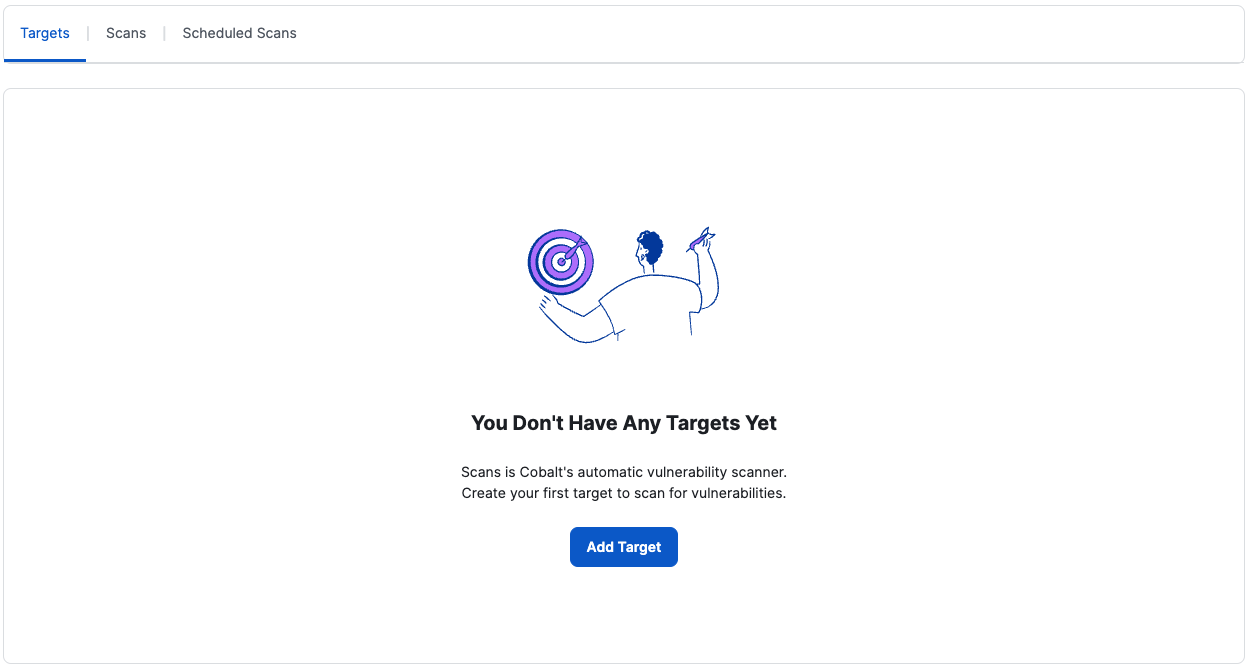 Targets | Scans | Scheduled Scans
You Don't Have Any Targets Yet
Scans is Cobalt's automatic vulnerability scanner.
Create your first target to scan for vulnerabilities.
Add Target